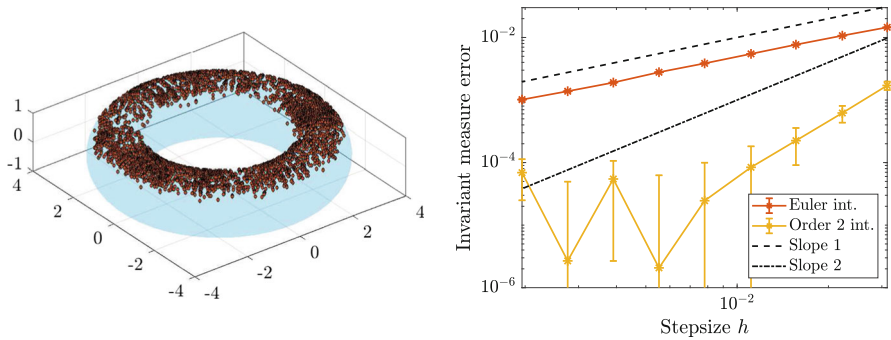 1
0
-1
4
2
0
-2
-4
-4
-2
0
2
4
Invariant measure error
10⁻²
10⁻⁴
10⁻⁶
10⁻²
Stepsize h
Euler int.
Order 2 int.
Slope 1
Slope 2